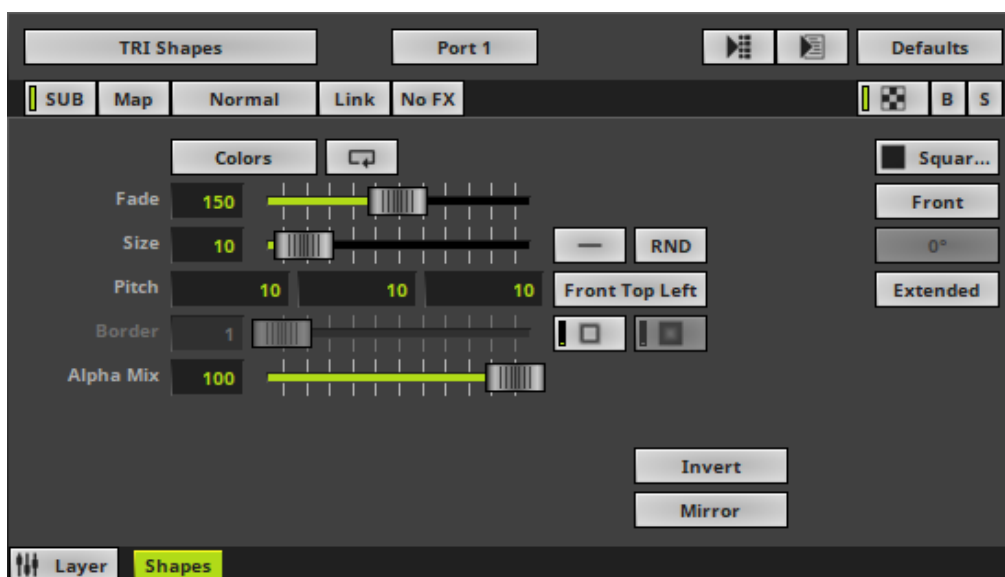 TRI Shapes Port 1 Defaults
SUB Map Normal Link No FX B S
Colors Squar...
Fade 150 Front
Size 10 RND 0°
Pitch 10 10 10 Front Top Left Extended
Border 1
Alpha Mix 100
Invert
Mirror
Layer Shapes